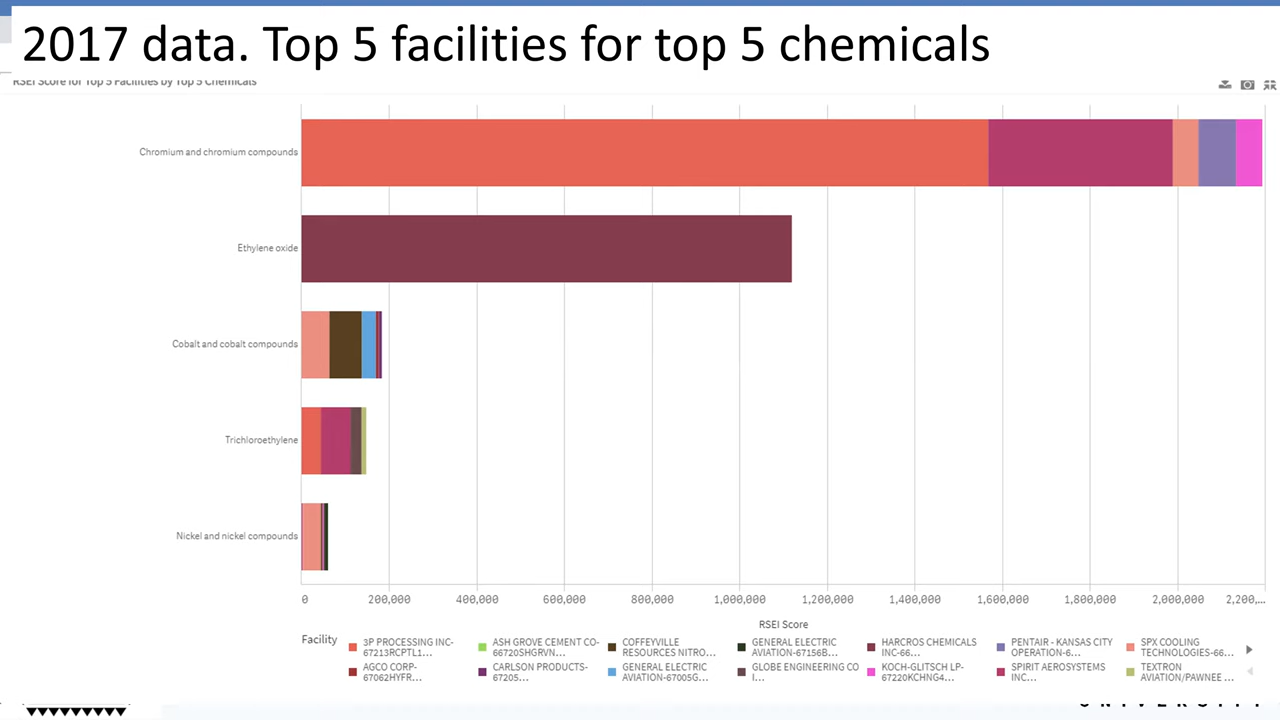 2017 data. Top 5 facilities for top 5 chemicals
RSEI Score for Top 5 Facilities by Top 5 Chemicals
Chromium and chromium compounds
Ethylene oxide
Cobalt and cobalt compounds
Trichloroethylene
Nickel and nickel compounds
0 200,000 400,000 600,000 800,000 1,000,000 1,200,000 1,400,000 1,600,000 1,800,000 2,000,000 2,200,...
RSEI Score
Facility
3P PROCESSING INC-
67213RCPTL1...
ASH GROVE CEMENT CO-
66720SHGRVN...
COFFEYVILLE
RESOURCES NITRO...
GENERAL ELECTRIC
AVIATION-67156B...
HARCROS CHEMICALS
INC-66...
PENTAIR - KANSAS CITY
OPERATION-6...
SPX COOLING
TECHNOLOGIES-66...
AGCO CORP-
67062HYFR...
CARLSON PRODUCTS-
67205...
GENERAL ELECTRIC
AVIATION-67005G...
GLOBE ENGINEERING CO
I...
KOCH-GLITSCH LP-
67220KCHNG4...
SPIRIT AEROSYSTEMS
INC...
TEXTRON
AVIATION/PAWNEE ...
UNIVERSITY